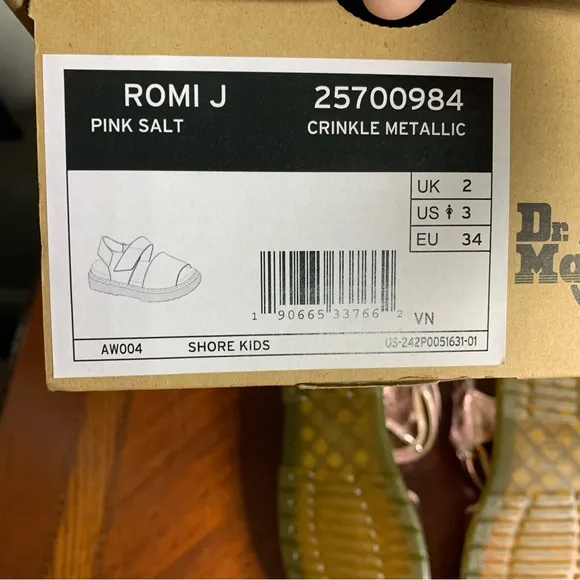 ROMI J 25700984
PINK SALT CRINKLE METALLIC
UK 2
US 3
EU 34
Dr.
1 90665 33766 2 VN
AW004 SHORE KIDS US-242P0051631-01